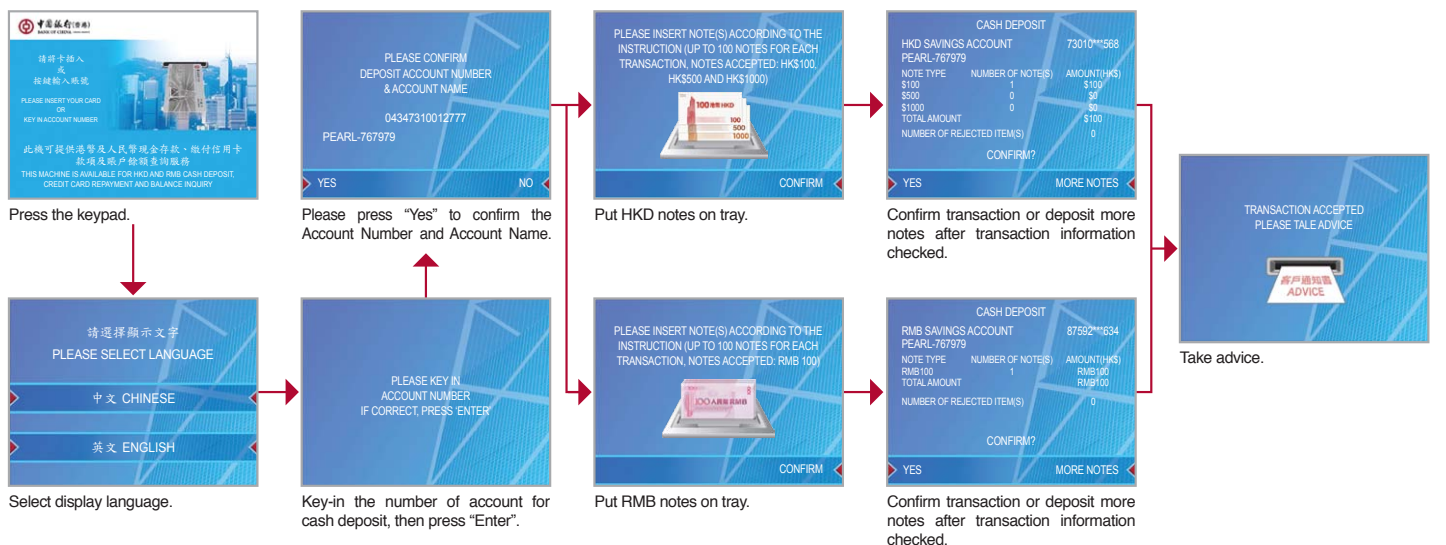 中國銀行(香港)
BANK OF CHINA
請將卡插入
或
按鍵輸入賬號
PLEASE INSERT YOUR CARD
OR
KEY IN ACCOUNT NUMBER
此機可提供港幣及人民幣現金存款、繳付信用卡
款項及賬戶餘額查詢服務
THIS MACHINE IS AVAILABLE FOR HKD AND RMB CASH DEPOSIT,
CREDIT CARD REPAYMENT AND BALANCE INQUIRY
Press the keypad.
請選擇顯示文字
PLEASE SELECT LANGUAGE
中文 CHINESE
英文 ENGLISH
Select display language.
PLEASE KEY IN
ACCOUNT NUMBER
IF CORRECT, PRESS 'ENTER
Key-in the number of account for
cash deposit, then press “Enter”.
PLEASE CONFIRM
DEPOSIT ACCOUNT NUMBER
& ACCOUNT NAME
04347310012777
PEARL-767979
YES NO
Please press “Yes” to confirm the
Account Number and Account Name.
PLEASE INSERT NOTE(S) ACCORDING TO THE
INSTRUCTION (UP TO 100 NOTES FOR EACH
TRANSACTION, NOTES ACCEPTED: HK$100,
HK$500 AND HK$1000)
100 港幣 HKD
100
500
1000
CONFIRM
Put HKD notes on tray.
CASH DEPOSIT
HKD SAVINGS ACCOUNT 73010***568
PEARL-767979
NOTE TYPE NUMBER OF NOTE(S) AMOUNT(HK$)
$100 1 $100
$500 0 $0
$1000 0 $0
TOTAL AMOUNT $100
NUMBER OF REJECTED ITEM(S) 0
CONFIRM?
YES MORE NOTES
Confirm transaction or deposit more
notes after transaction information
checked.
PLEASE INSERT NOTE(S) ACCORDING TO THE
INSTRUCTION (UP TO 100 NOTES FOR EACH
TRANSACTION, NOTES ACCEPTED: RMB 100)
100 人民幣 RMB
CONFIRM
Put RMB notes on tray.
CASH DEPOSIT
RMB SAVINGS ACCOUNT 87592***634
PEARL-767979
NOTE TYPE NUMBER OF NOTE(S) AMOUNT(HK$)
RMB100 1 RMB100
TOTAL AMOUNT RMB100
NUMBER OF REJECTED ITEM(S) 0
CONFIRM?
YES MORE NOTES
Confirm transaction or deposit more
notes after transaction information
checked.
TRANSACTION ACCEPTED
PLEASE TALE ADVICE
客戶通知書
ADVICE
Take advice.